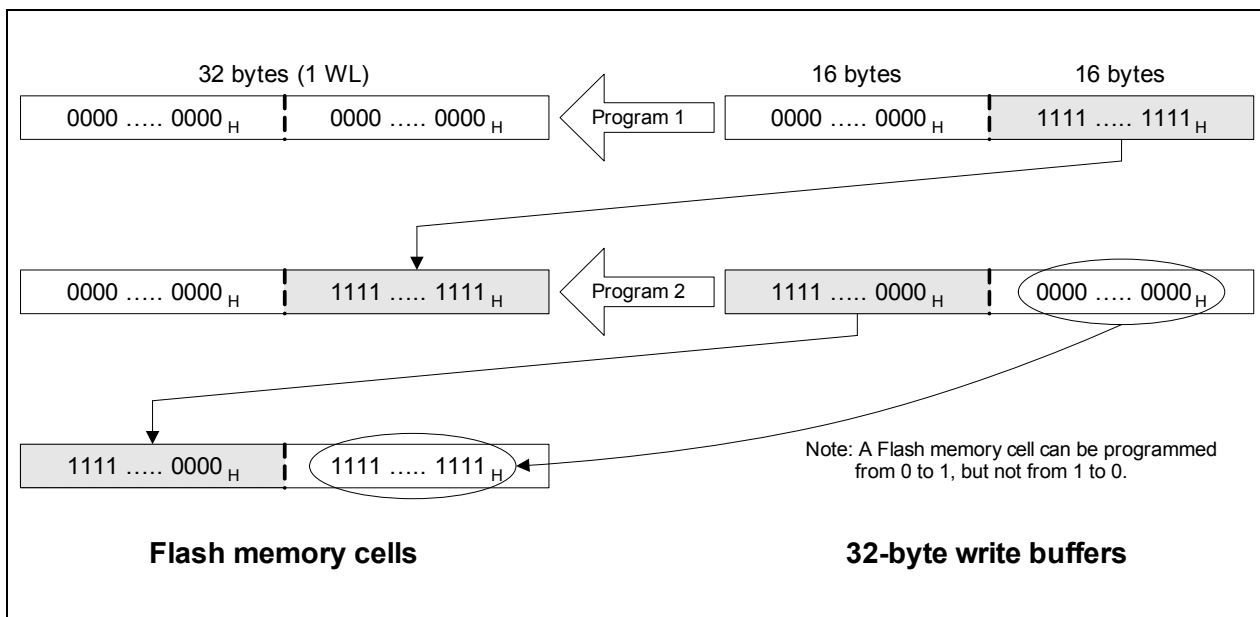 32 bytes (1 WL)
16 bytes
16 bytes
0000 ..... 0000 H
0000 ..... 0000 H
Program 1
0000 ..... 0000 H
1111 ..... 1111 H
0000 ..... 0000 H
1111 ..... 1111 H
Program 2
1111 ..... 0000 H
0000 ..... 0000 H
1111 ..... 0000 H
1111 ..... 1111 H
Note: A Flash memory cell can be programmed
from 0 to 1, but not from 1 to 0.
Flash memory cells
32-byte write buffers